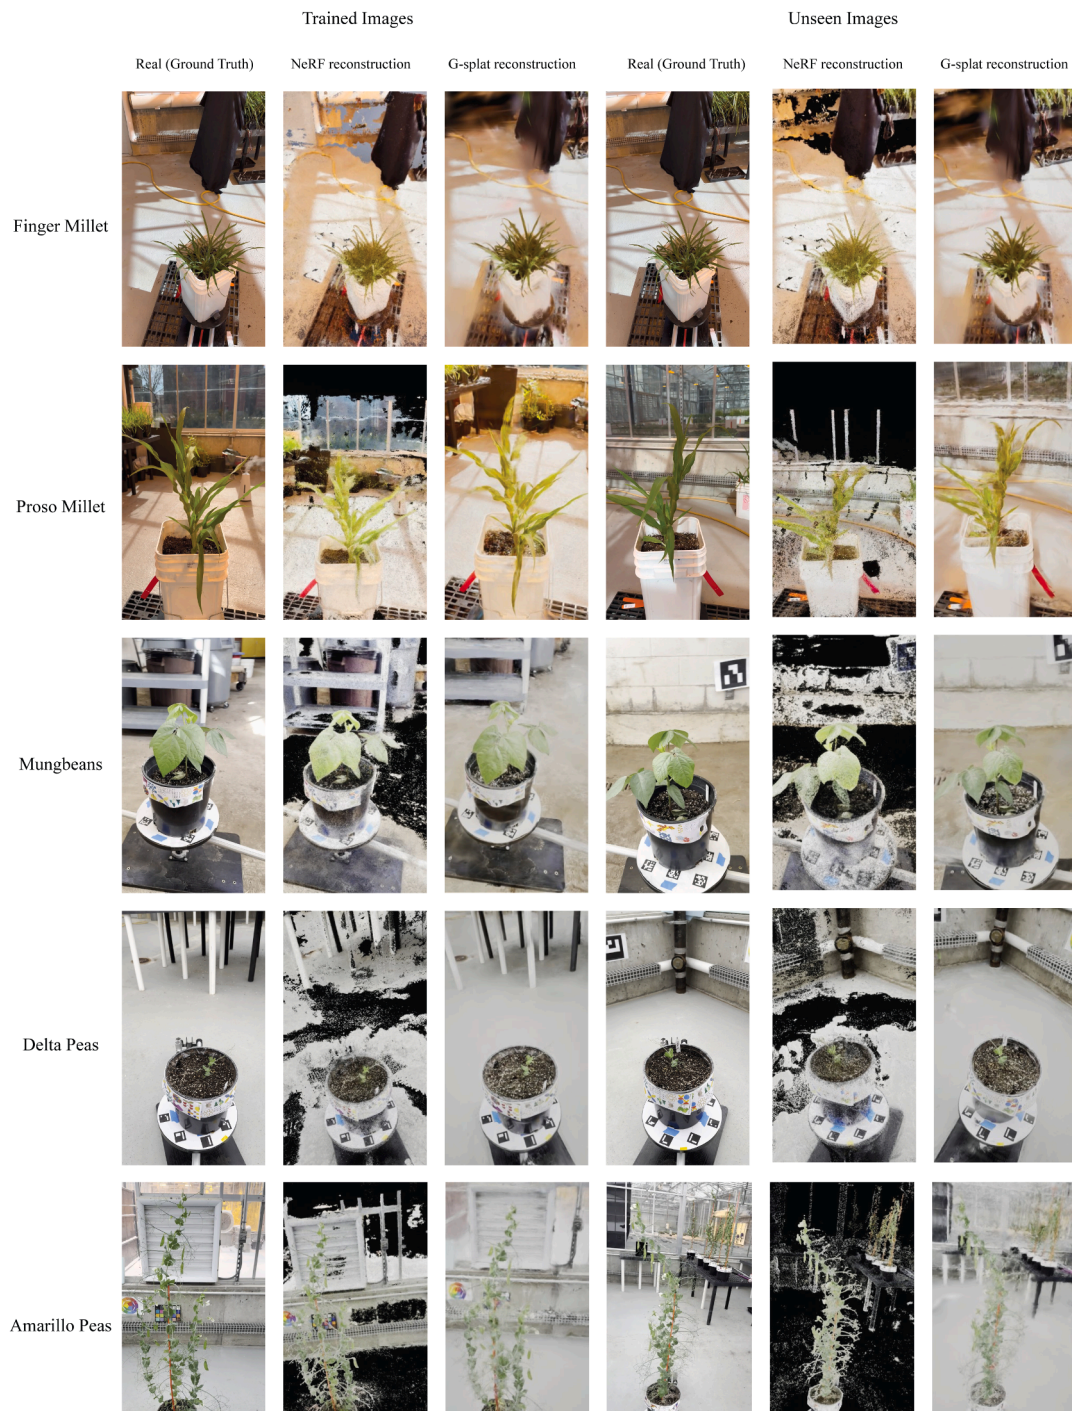 Trained Images
Unseen Images
Real (Ground Truth)
NeRF reconstruction
G-splat reconstruction
Real (Ground Truth)
NeRF reconstruction
G-splat reconstruction
Finger Millet
Proso Millet
Mungbeans
Delta Peas
Amarillo Peas